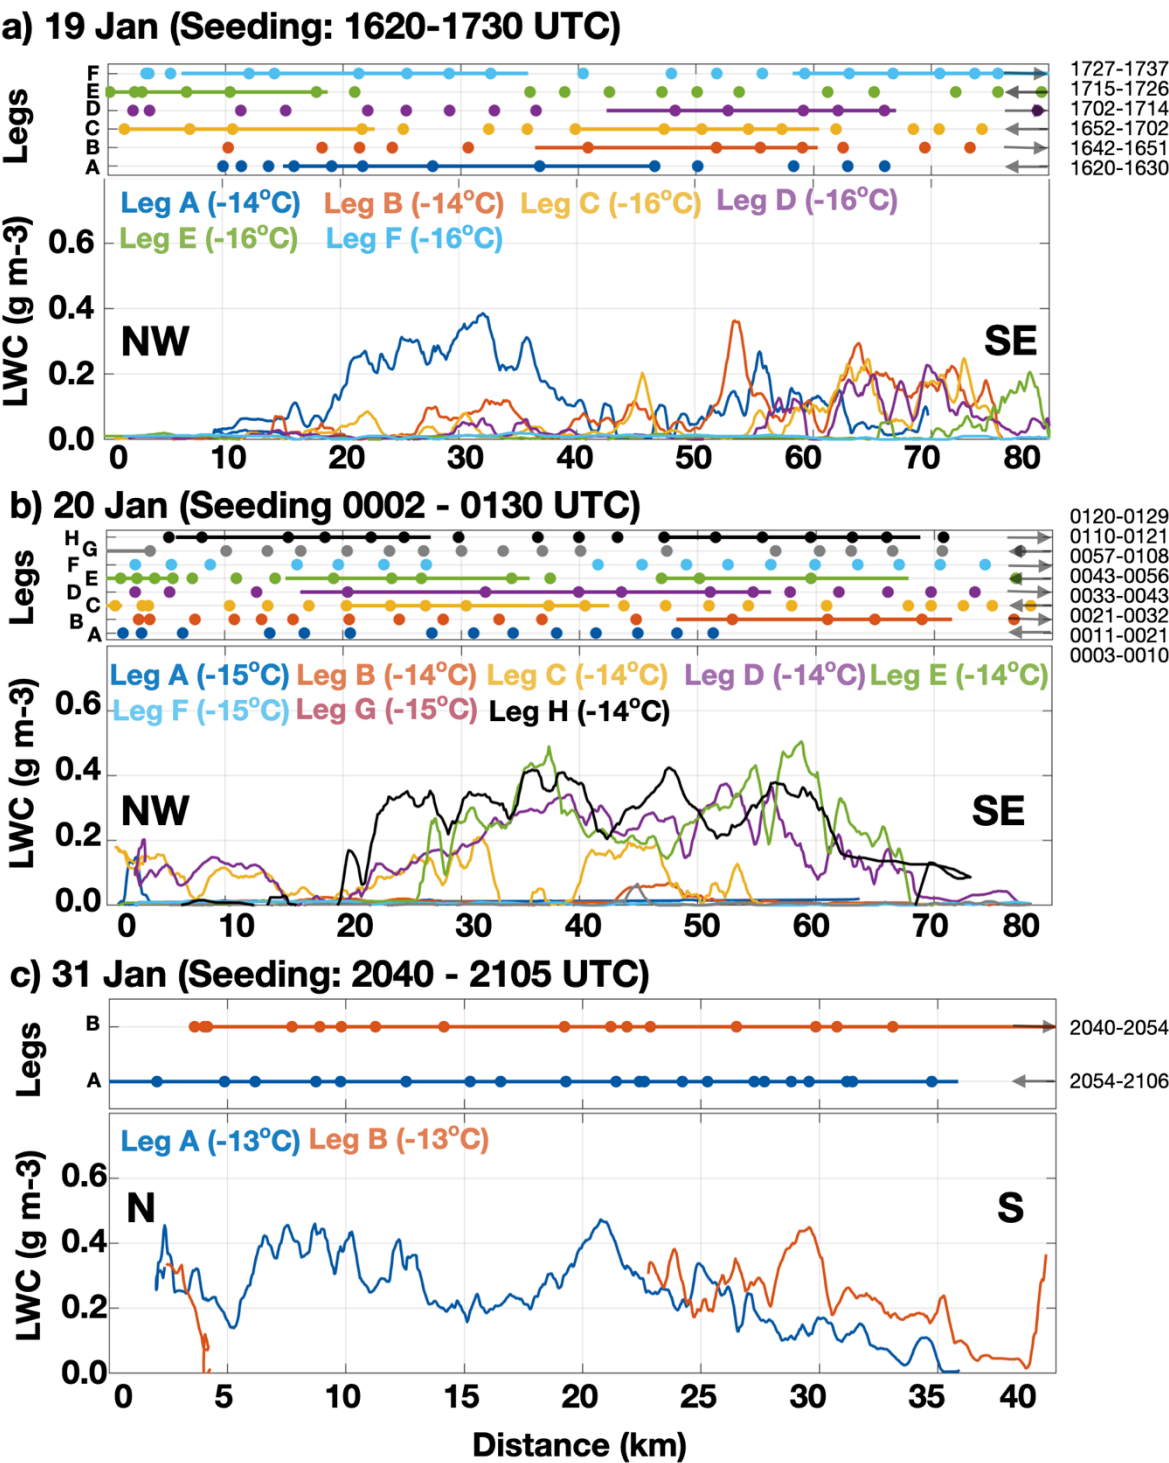 a) 19 Jan (Seeding: 1620-1730 UTC)
Legs
F
E
D
C
B
A
1727-1737
1715-1726
1702-1714
1652-1702
1642-1651
1620-1630
LWC (g m-3)
Leg A (-14°C) Leg B (-14°C) Leg C (-16°C) Leg D (-16°C)
Leg E (-16°C) Leg F (-16°C)
0.6
0.4
0.2
0.0
NW
SE
0 10 20 30 40 50 60 70 80
b) 20 Jan (Seeding 0002 - 0130 UTC)
Legs
H
G
F
E
D
C
B
A
0120-0129
0110-0121
0057-0108
0043-0056
0033-0043
0021-0032
0011-0021
0003-0010
LWC (g m-3)
Leg A (-15°C) Leg B (-14°C) Leg C (-14°C) Leg D (-14°C) Leg E (-14°C)
Leg F (-15°C) Leg G (-15°C) Leg H (-14°C)
0.6
0.4
0.2
0.0
NW
SE
0 10 20 30 40 50 60 70 80
c) 31 Jan (Seeding: 2040 - 2105 UTC)
Legs
B
A
2040-2054
2054-2106
LWC (g m-3)
Leg A (-13°C) Leg B (-13°C)
0.6
0.4
0.2
0.0
N
S
0 5 10 15 20 25 30 35 40
Distance (km)